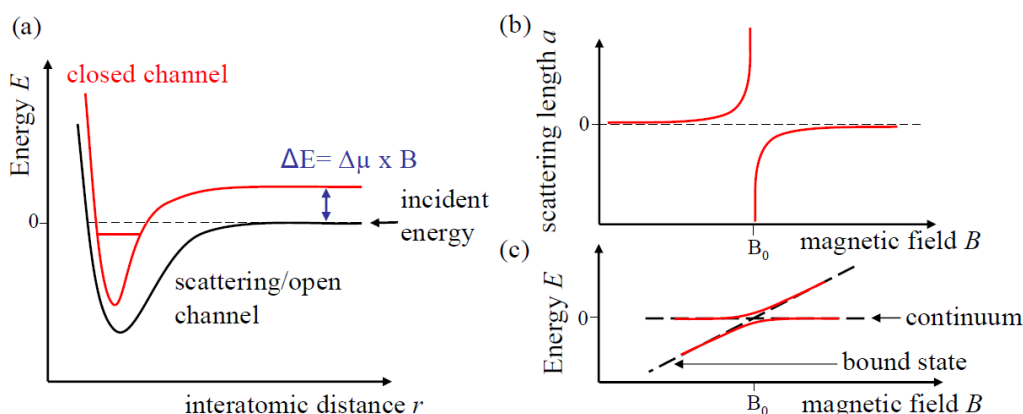 (a)
Energy E
closed channel
ΔE= Δμ x B
0
incident
energy
scattering/open
channel
interatomic distance r
(b)
scattering length a
0
B₀
magnetic field B
(c)
Energy E
0
continuum
bound state
B₀
magnetic field B